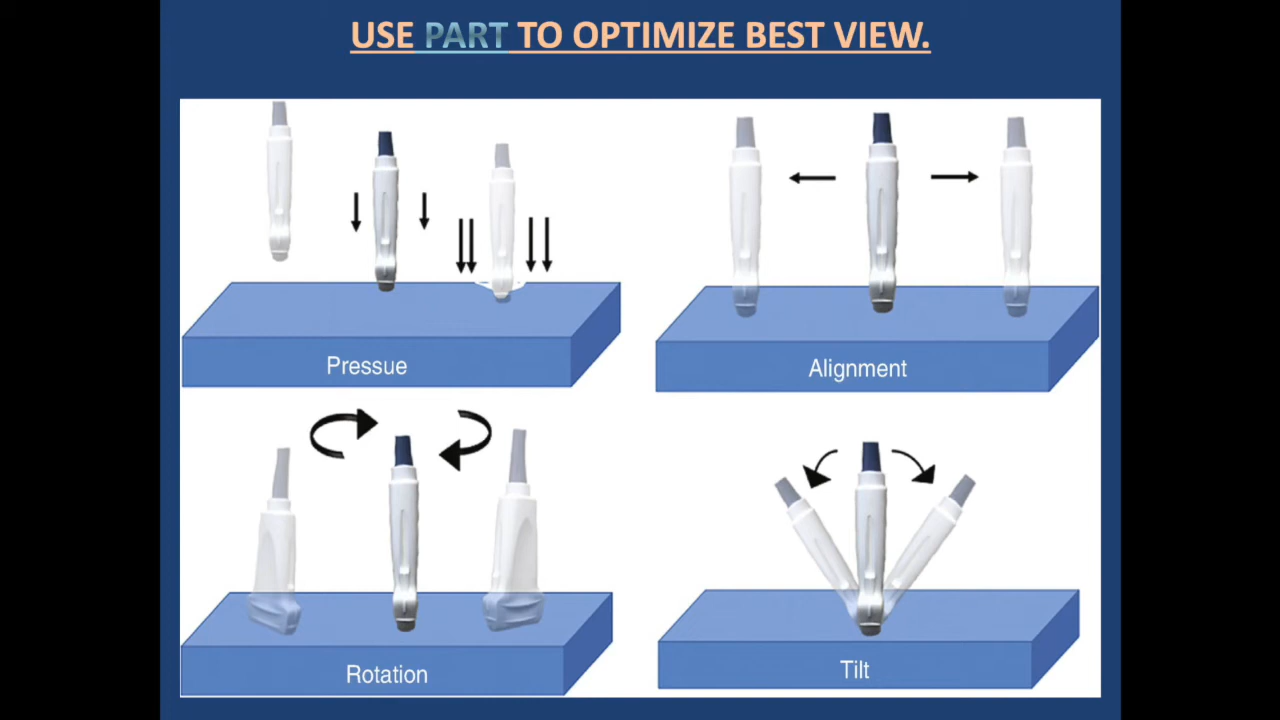 USE PART TO OPTIMIZE BEST VIEW.
Pressue
Alignment
Rotation
Tilt